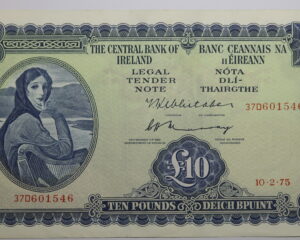 THE CENTRAL BANK OF IRELAND
BANC CEANNAIS NA hÉIREANN
LEGAL TENDER NOTE
NÓTA DLÍ-THAIRGTHE
37D601546
£10
10-2-75
37D601546
TEN POUNDS
DEICH bPUINT